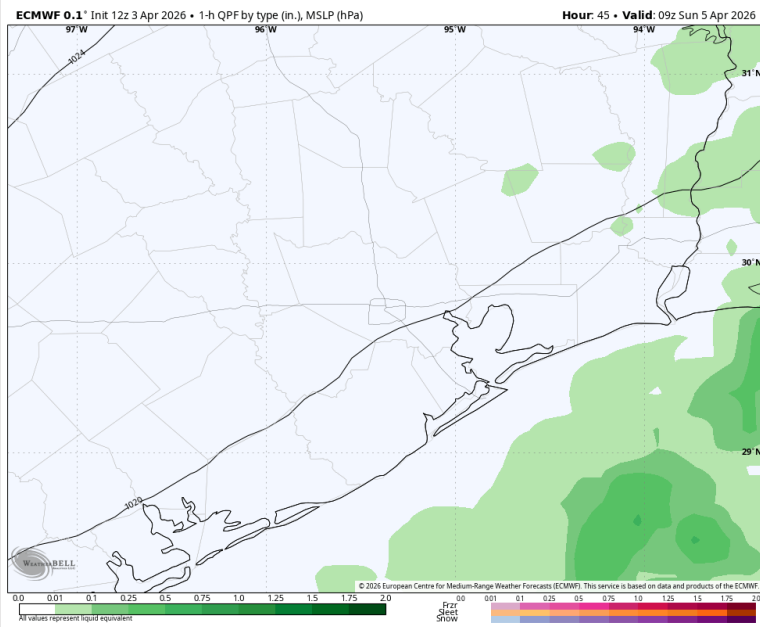 ECMWF 0.1° Init 12z 3 Apr 2026 • 1-h QPF by type (in.), MSLP (hPa)
Hour: 45 • Valid: 09z Sun 5 Apr 2026
97°W 96°W 95°W 94°W
1024
31°N
30°N
29°N
1020
WEATHERBELL
© 2026 European Centre for Medium-Range Weather Forecasts (ECMWF). This service is based on data and products of the ECMWF.
0.0 0.01 0.1 0.25 0.5 0.75 1.0 1.25 1.5 1.75 2.0
0.0 0.01 0.1 0.25 0.5 0.75 1.0 1.25 1.5 1.75 2.0
Frzr
Sleet
Snow
All values represent liquid equivalent